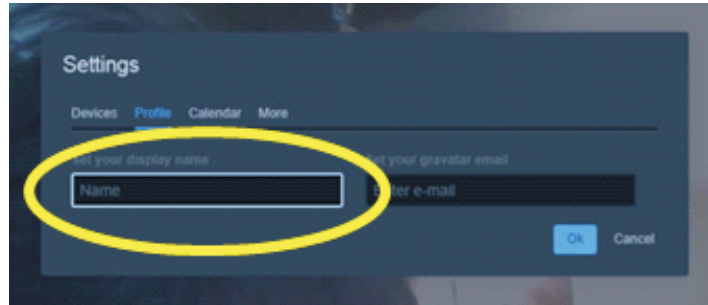 Settings
Devices Profile Calendar More
Set your display name Set your gravatar email
Name Enter e-mail
Ok Cancel